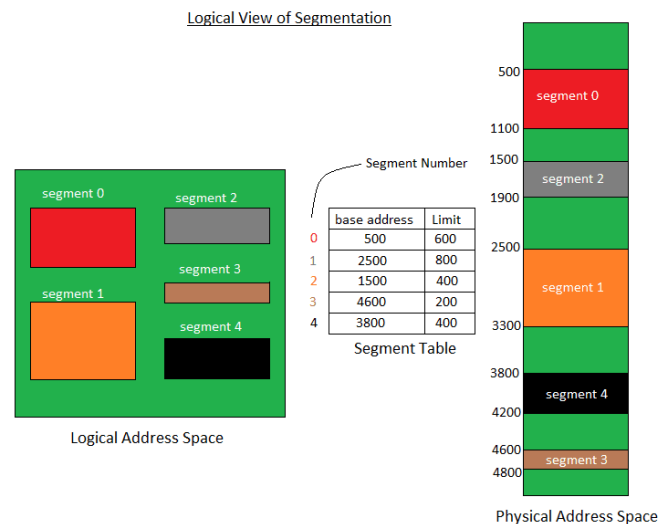 Logical View of Segmentation
segment 0
segment 2
segment 3
segment 1
segment 4
Logical Address Space
Segment Number
base address Limit
0 500 600
1 2500 800
2 1500 400
3 4600 200
4 3800 400
Segment Table
500
segment 0
1100
1500
segment 2
1900
2500
segment 1
3300
3800
segment 4
4200
4600
segment 3
4800
Physical Address Space